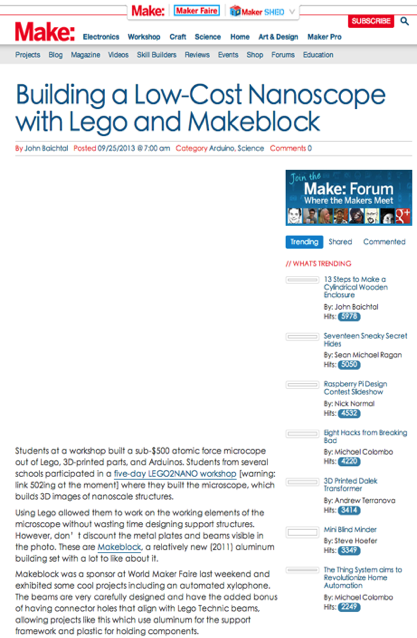 Make: Maker Faire Maker SHED
SUBSCRIBE
Make: Electronics Workshop Craft Science Home Art & Design Maker Pro
Projects Blog Magazine Videos Skill Builders Reviews Events Shop Forums Education
Building a Low-Cost Nanoscope
with Lego and Makeblock
By John Baichtal Posted 09/25/2013 @ 7:00 am Category Arduino, Science Comments 0
Join the
Make: Forum
Where the Makers Meet
Trending Shared Commented
// WHAT'S TRENDING
13 Steps to Make a
Cylindrical Wooden
Enclosure
By: John Baichtal
Hits: 5978
Seventeen Sneaky Secret
Hides
By: Sean Michael Ragan
Hits: 5050
Raspberry Pi Design
Contest Slideshow
By: Nick Normal
Hits: 4532
Eight Hacks from Breaking
Bad
By: Michael Colombo
Hits: 4220
3D Printed Dalek
Transformer
By: Andrew Terranova
Hits: 3414
Mini Blind Minder
By: Steve Hoefer
Hits: 3349
The Thing System aims to
Revolutionize Home
Automation
By: Michael Colombo
Hits: 2249
Students at a workshop built a sub-$500 atomic force microcope
out of Lego, 3D-printed parts, and Arduinos. Students from several
schools participated in a five-day LEGO2NANO workshop [warning:
link 502ing at the moment] where they built the microscope, which
builds 3D images of nanoscale structures.
Using Lego allowed them to work on the working elements of the
microscope without wasting time designing support structures.
However, don't discount the metal plates and beams visible in
the photo. These are Makeblock, a relatively new (2011) aluminum
building set with a lot to like about it.
Makeblock was a sponsor at World Maker Faire last weekend and
exhibited some cool projects including an automated xylophone.
The beams are very carefully designed and have the added bonus
of having connector holes that align with Lego Technic beams,
allowing projects like this which use aluminum for the support
framework and plastic for holding components.